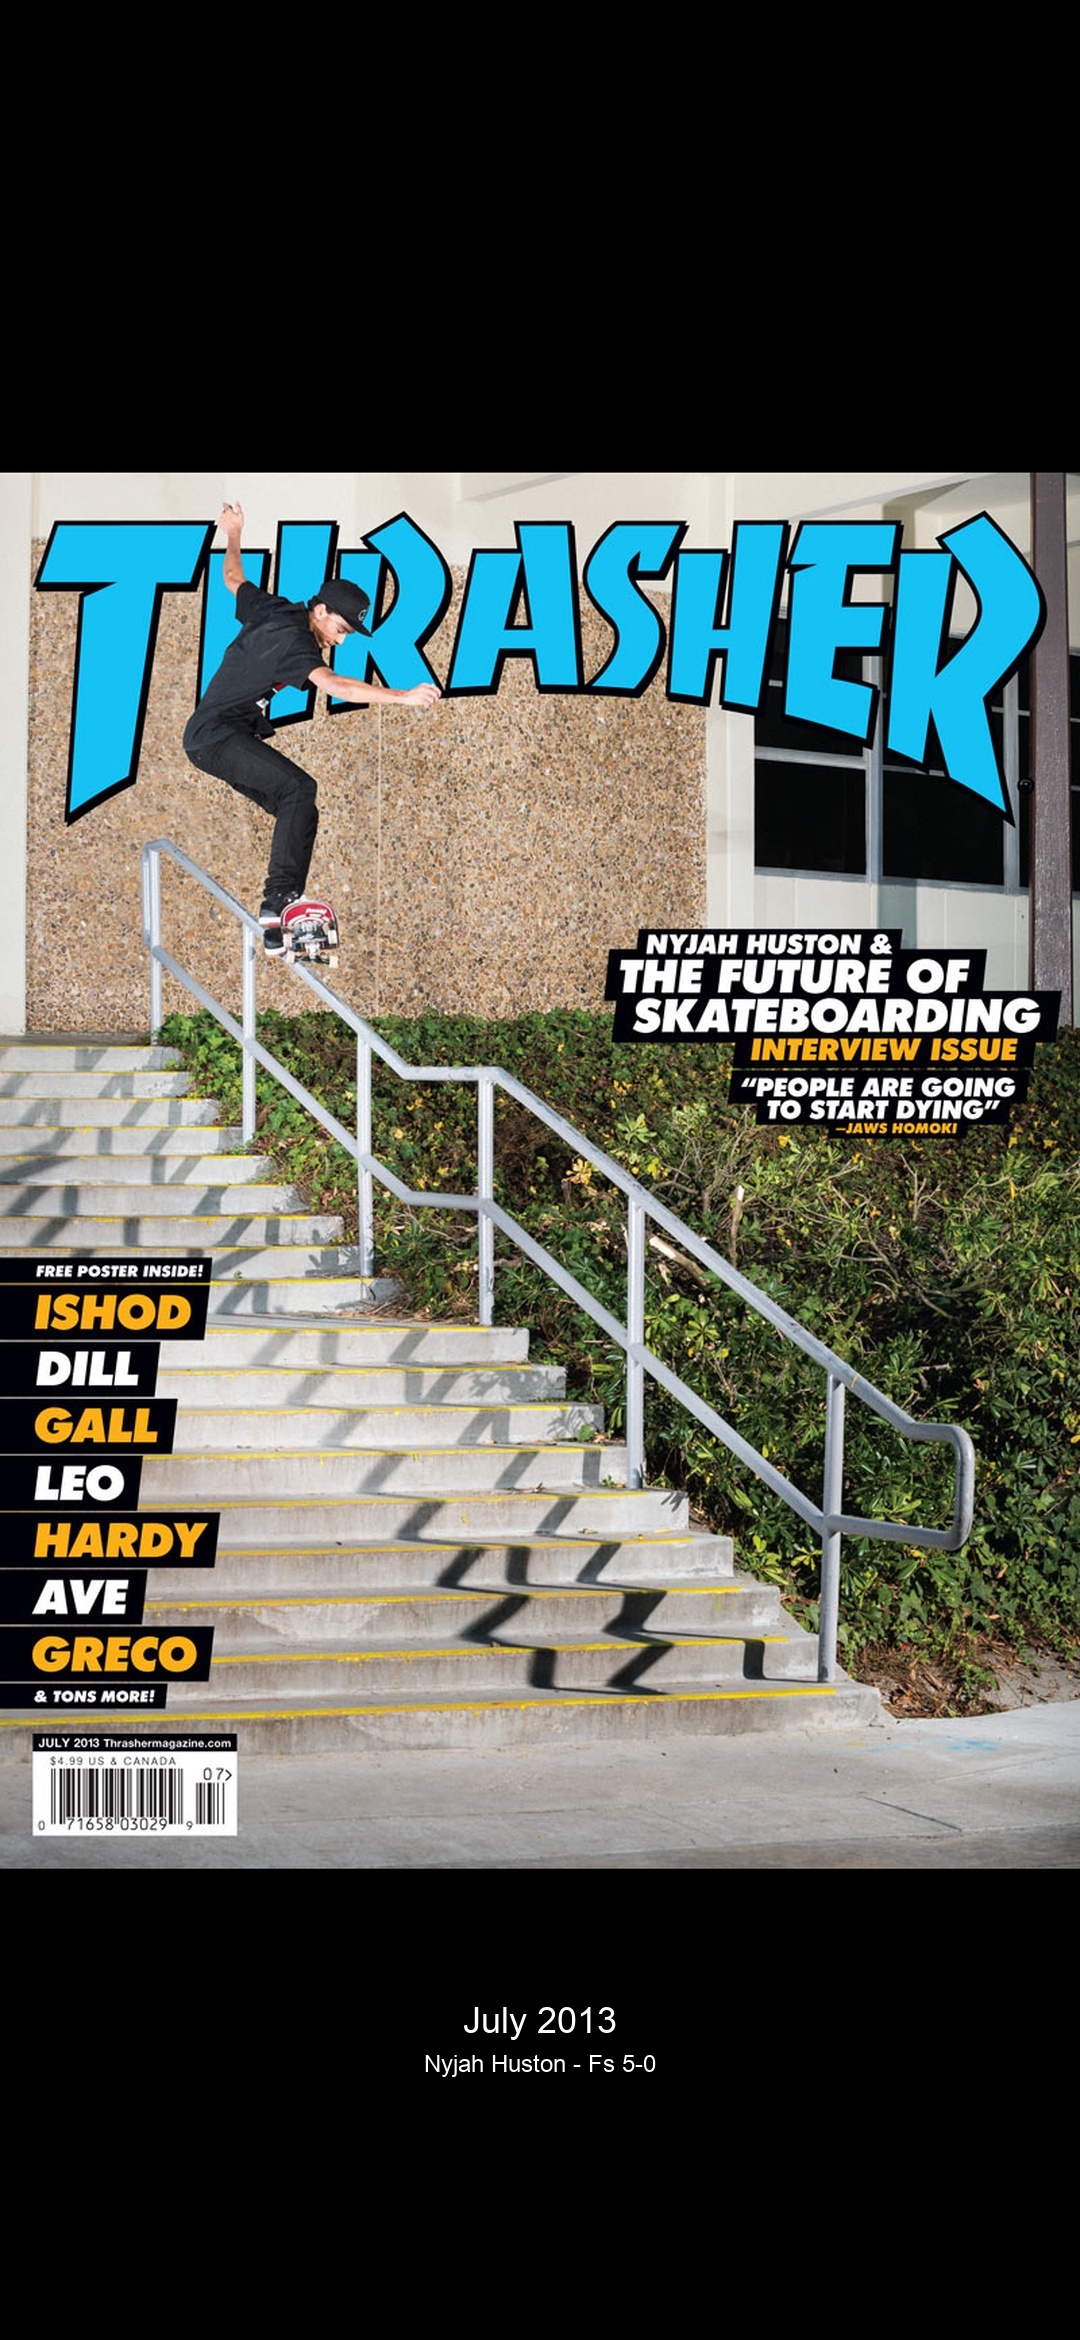 THRASHER
NYJAH HUSTON &
THE FUTURE OF
SKATEBOARDING
INTERVIEW ISSUE
“PEOPLE ARE GOING
TO START DYING”
–JAWS HOMOKI
FREE POSTER INSIDE!
ISHOD
DILL
GALL
LEO
HARDY
AVE
GRECO
& TONS MORE!
JULY 2013 Thrashermagazine.com
$4.99 US & CANADA
07>
0 71658 03029 9
July 2013
Nyjah Huston - Fs 5-0